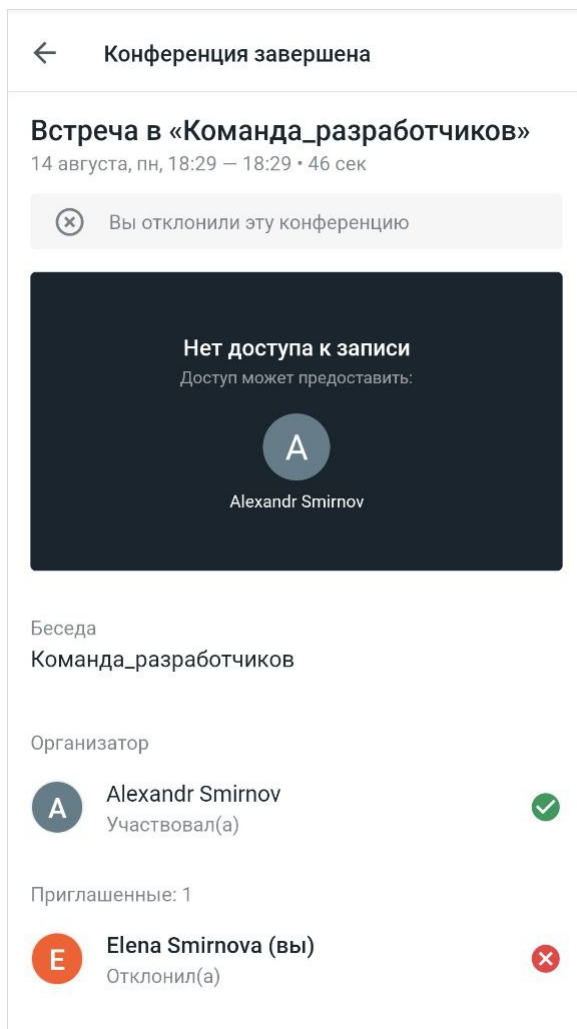 Конференция завершена
Встреча в «Команда_разработчиков»
14 августа, пн, 18:29 — 18:29 • 46 сек
Вы отклонили эту конференцию
Нет доступа к записи
Доступ может предоставить:
A
Alexandr Smirnov
Беседа
Команда_разработчиков
Организатор
A
Alexandr Smirnov
Участвовал(а)
Приглашенные: 1
E
Elena Smirnova (вы)
Отклонил(а)